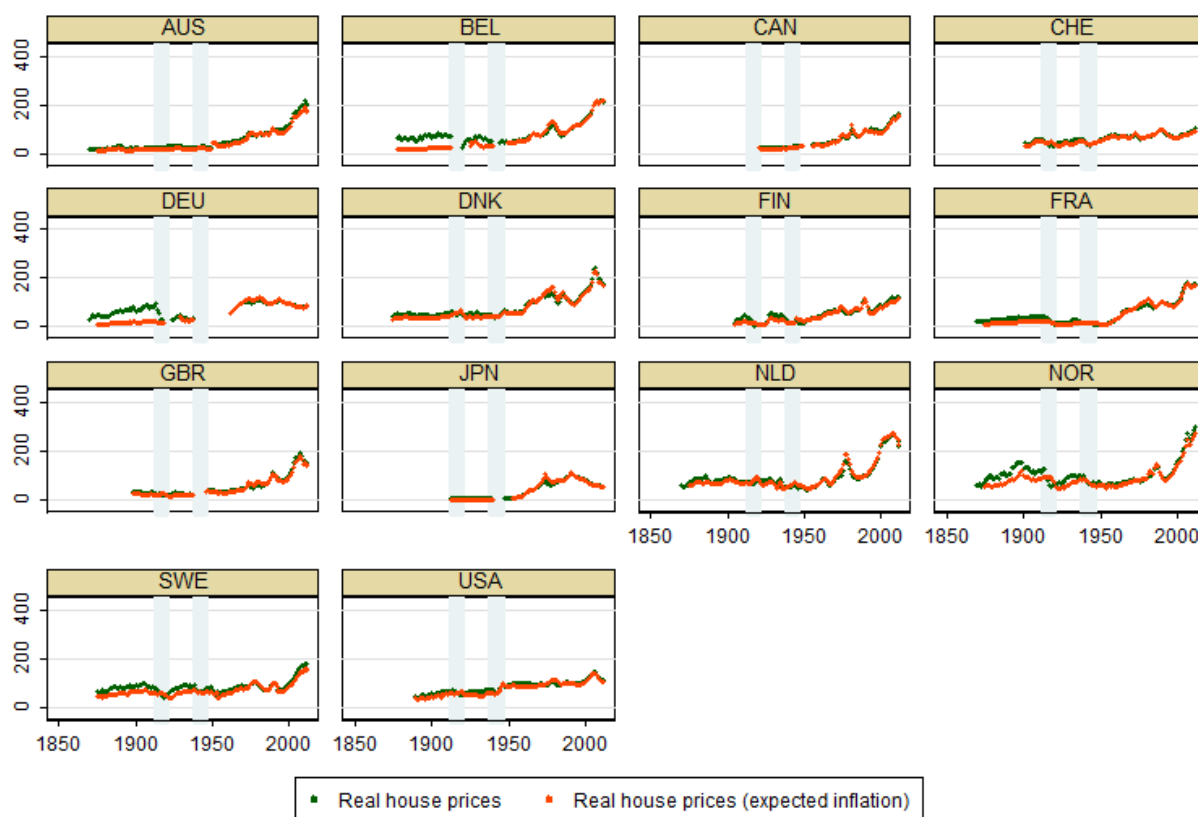 AUS BEL CAN CHE
400
200
0
DEU DNK FIN FRA
400
200
0
GBR JPN NLD NOR
400
200
0
1850 1900 1950 2000 1850 1900 1950 2000
SWE USA
400
200
0
1850 1900 1950 2000 1850 1900 1950 2000
Real house prices Real house prices (expected inflation)